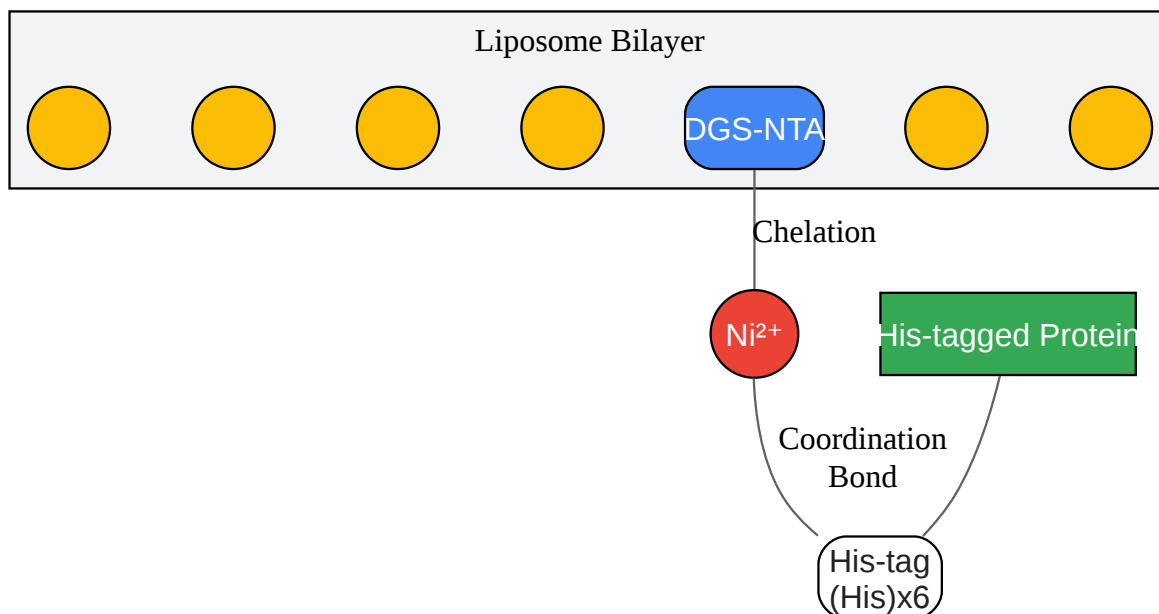 Liposome Bilayer
DGS-NTA
Chelation
Ni²⁺
His-tagged Protein
Coordination
Bond
His-tag
(His)x6